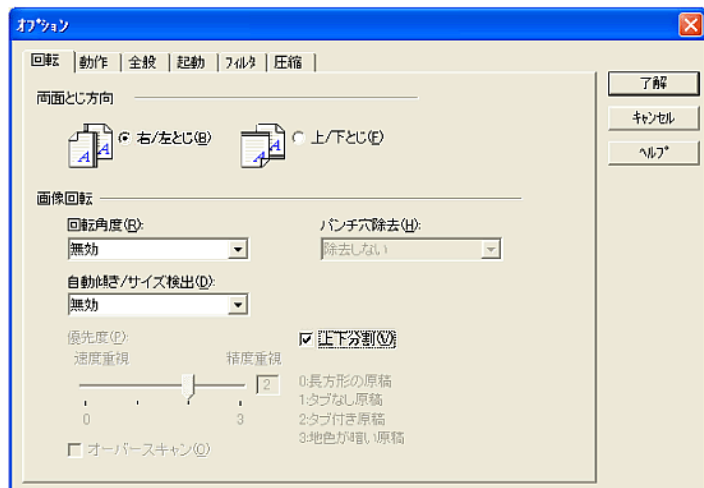 オプション
回転 動作 全般 起動 フィルタ 圧縮
了解
キャンセル
ヘルプ
両面とじ方向
右/左とじ(B)
上/下とじ(E)
画像回転
回転角度(R):
無効
パンチ穴除去(H):
除去しない
自動傾き/サイズ検出(D):
無効
優先度(P):
速度重視 精度重視
2
0 3
上下分割(V)
0:長方形の原稿
1:タブなし原稿
2:タブ付き原稿
3:地色が暗い原稿
オーバースキャン(O)